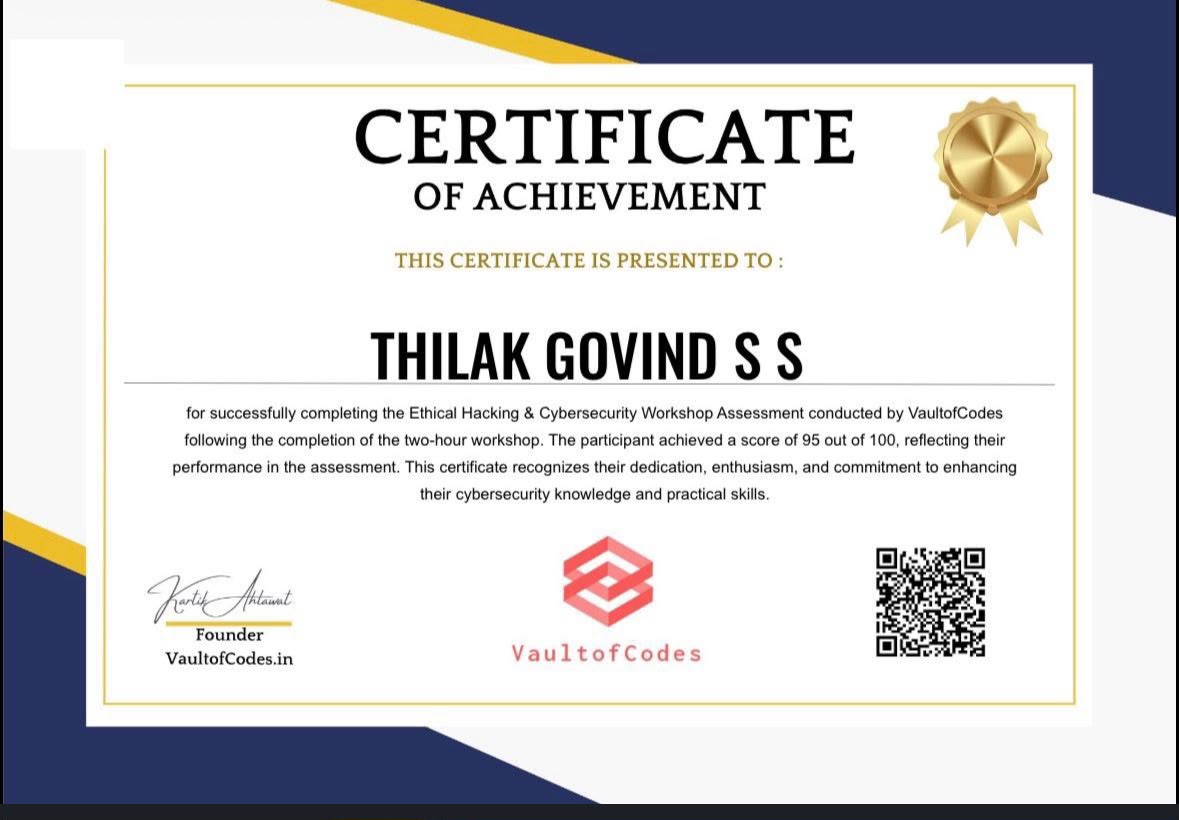 CERTIFICATE
OF ACHIEVEMENT
THIS CERTIFICATE IS PRESENTED TO :
THILAK GOVIND S S
for successfully completing the Ethical Hacking & Cybersecurity Workshop Assessment conducted by VaultofCodes
following the completion of the two-hour workshop. The participant achieved a score of 95 out of 100, reflecting their
performance in the assessment. This certificate recognizes their dedication, enthusiasm, and commitment to enhancing
their cybersecurity knowledge and practical skills.
Kartik Ahlawat
Founder
VaultofCodes.in
VaultofCodes